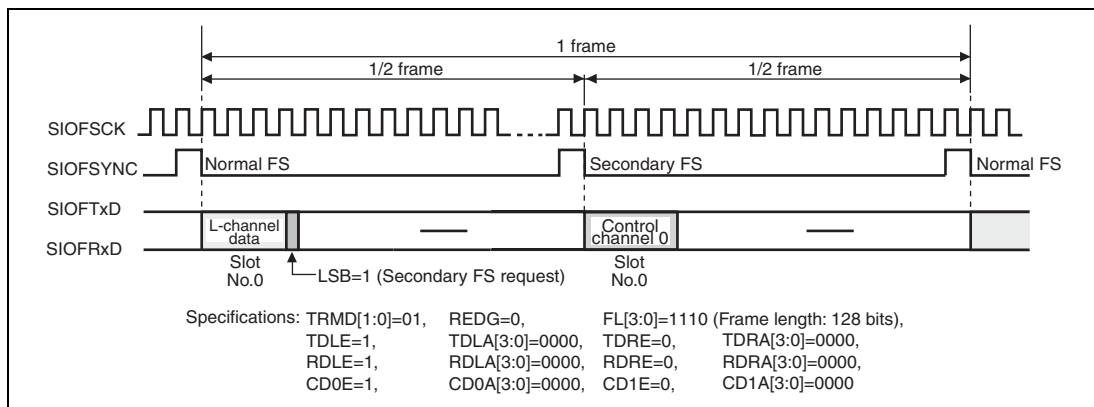 1 frame
1/2 frame 1/2 frame
SIOFSCK
SIOFSYNC Normal FS Secondary FS Normal FS
SIOFTxD
SIOFRxD
L-channel
data
Control
channel 0
Slot
No.0
LSB=1 (Secondary FS request)
Slot
No.0
Specifications: TRMD[1:0]=01, REDG=0, FL[3:0]=1110 (Frame length: 128 bits),
TDLE=1, TDLA[3:0]=0000, TDRE=0, TDRA[3:0]=0000,
RDLE=1, RDLA[3:0]=0000, RDRE=0, RDRA[3:0]=0000,
CD0E=1, CD0A[3:0]=0000, CD1E=0, CD1A[3:0]=0000